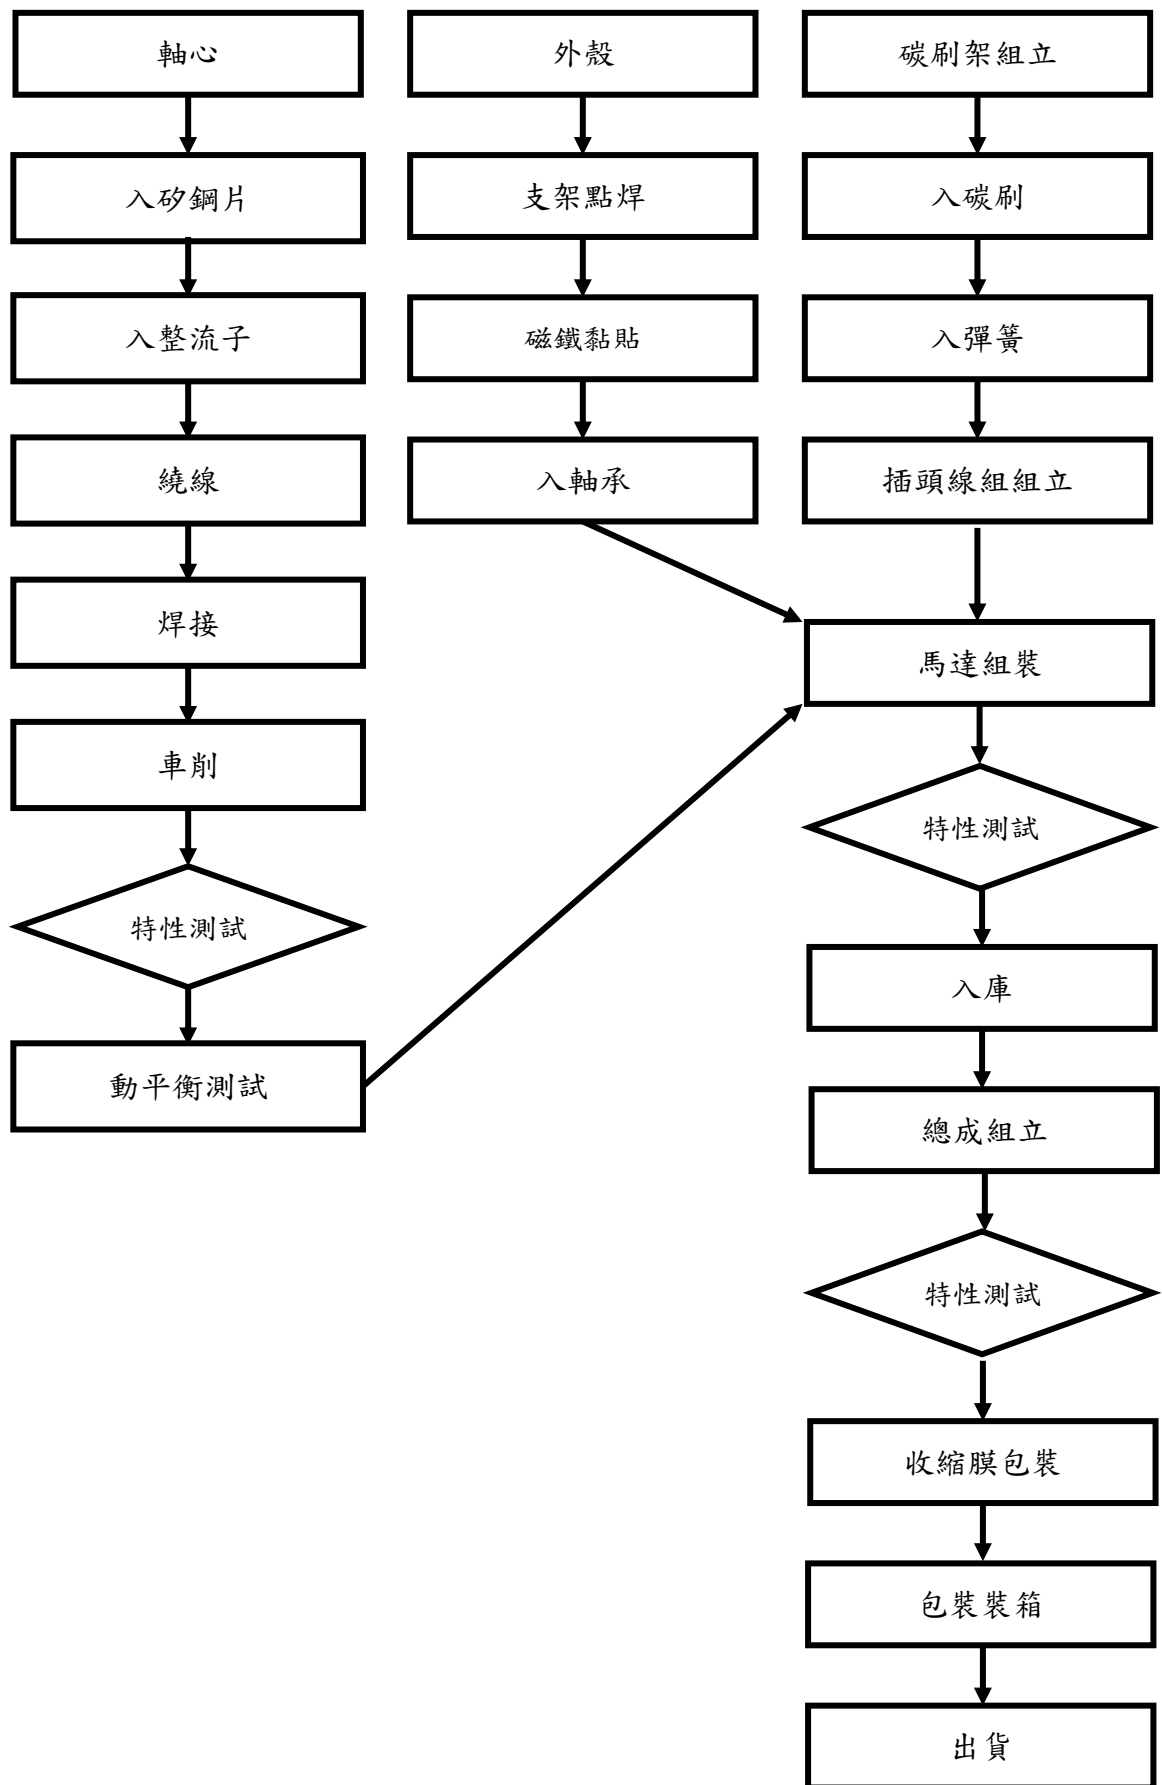 軸心
入矽鋼片
入整流子
繞線
焊接
車削
特性測試
動平衡測試
外殼
支架點焊
磁鐵黏貼
入軸承
碳刷架組立
入碳刷
入彈簧
插頭線組組立
馬達組裝
特性測試
入庫
總成組立
特性測試
收縮膜包裝
包裝裝箱
出貨